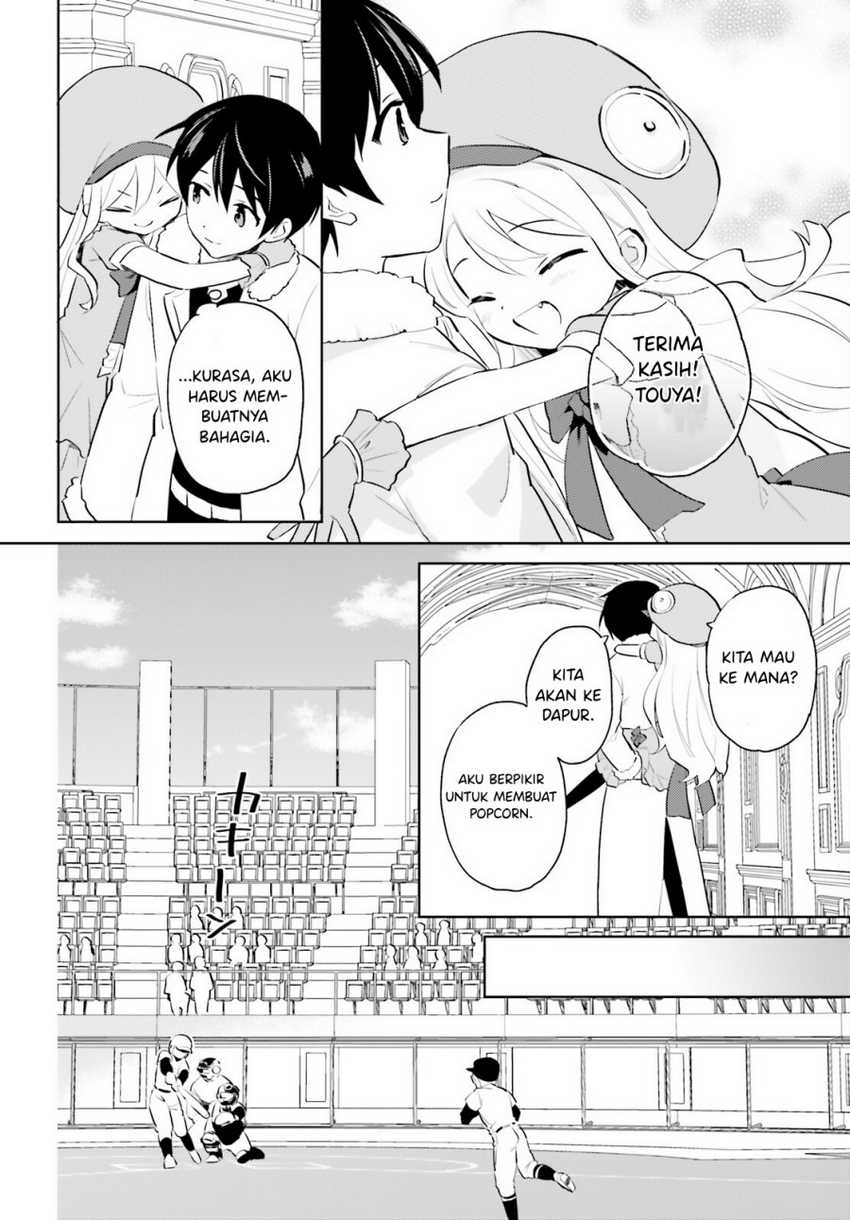 TERIMA
KASIH!
TOUYA!
...KURASA, AKU
HARUS MEM-
BUATNYA
BAHAGIA.
KITA MAU
KE MANA?
KITA
AKAN KE
DAPUR.
AKU BERPIKIR
UNTUK MEMBUAT
POPCORN.
カキーン